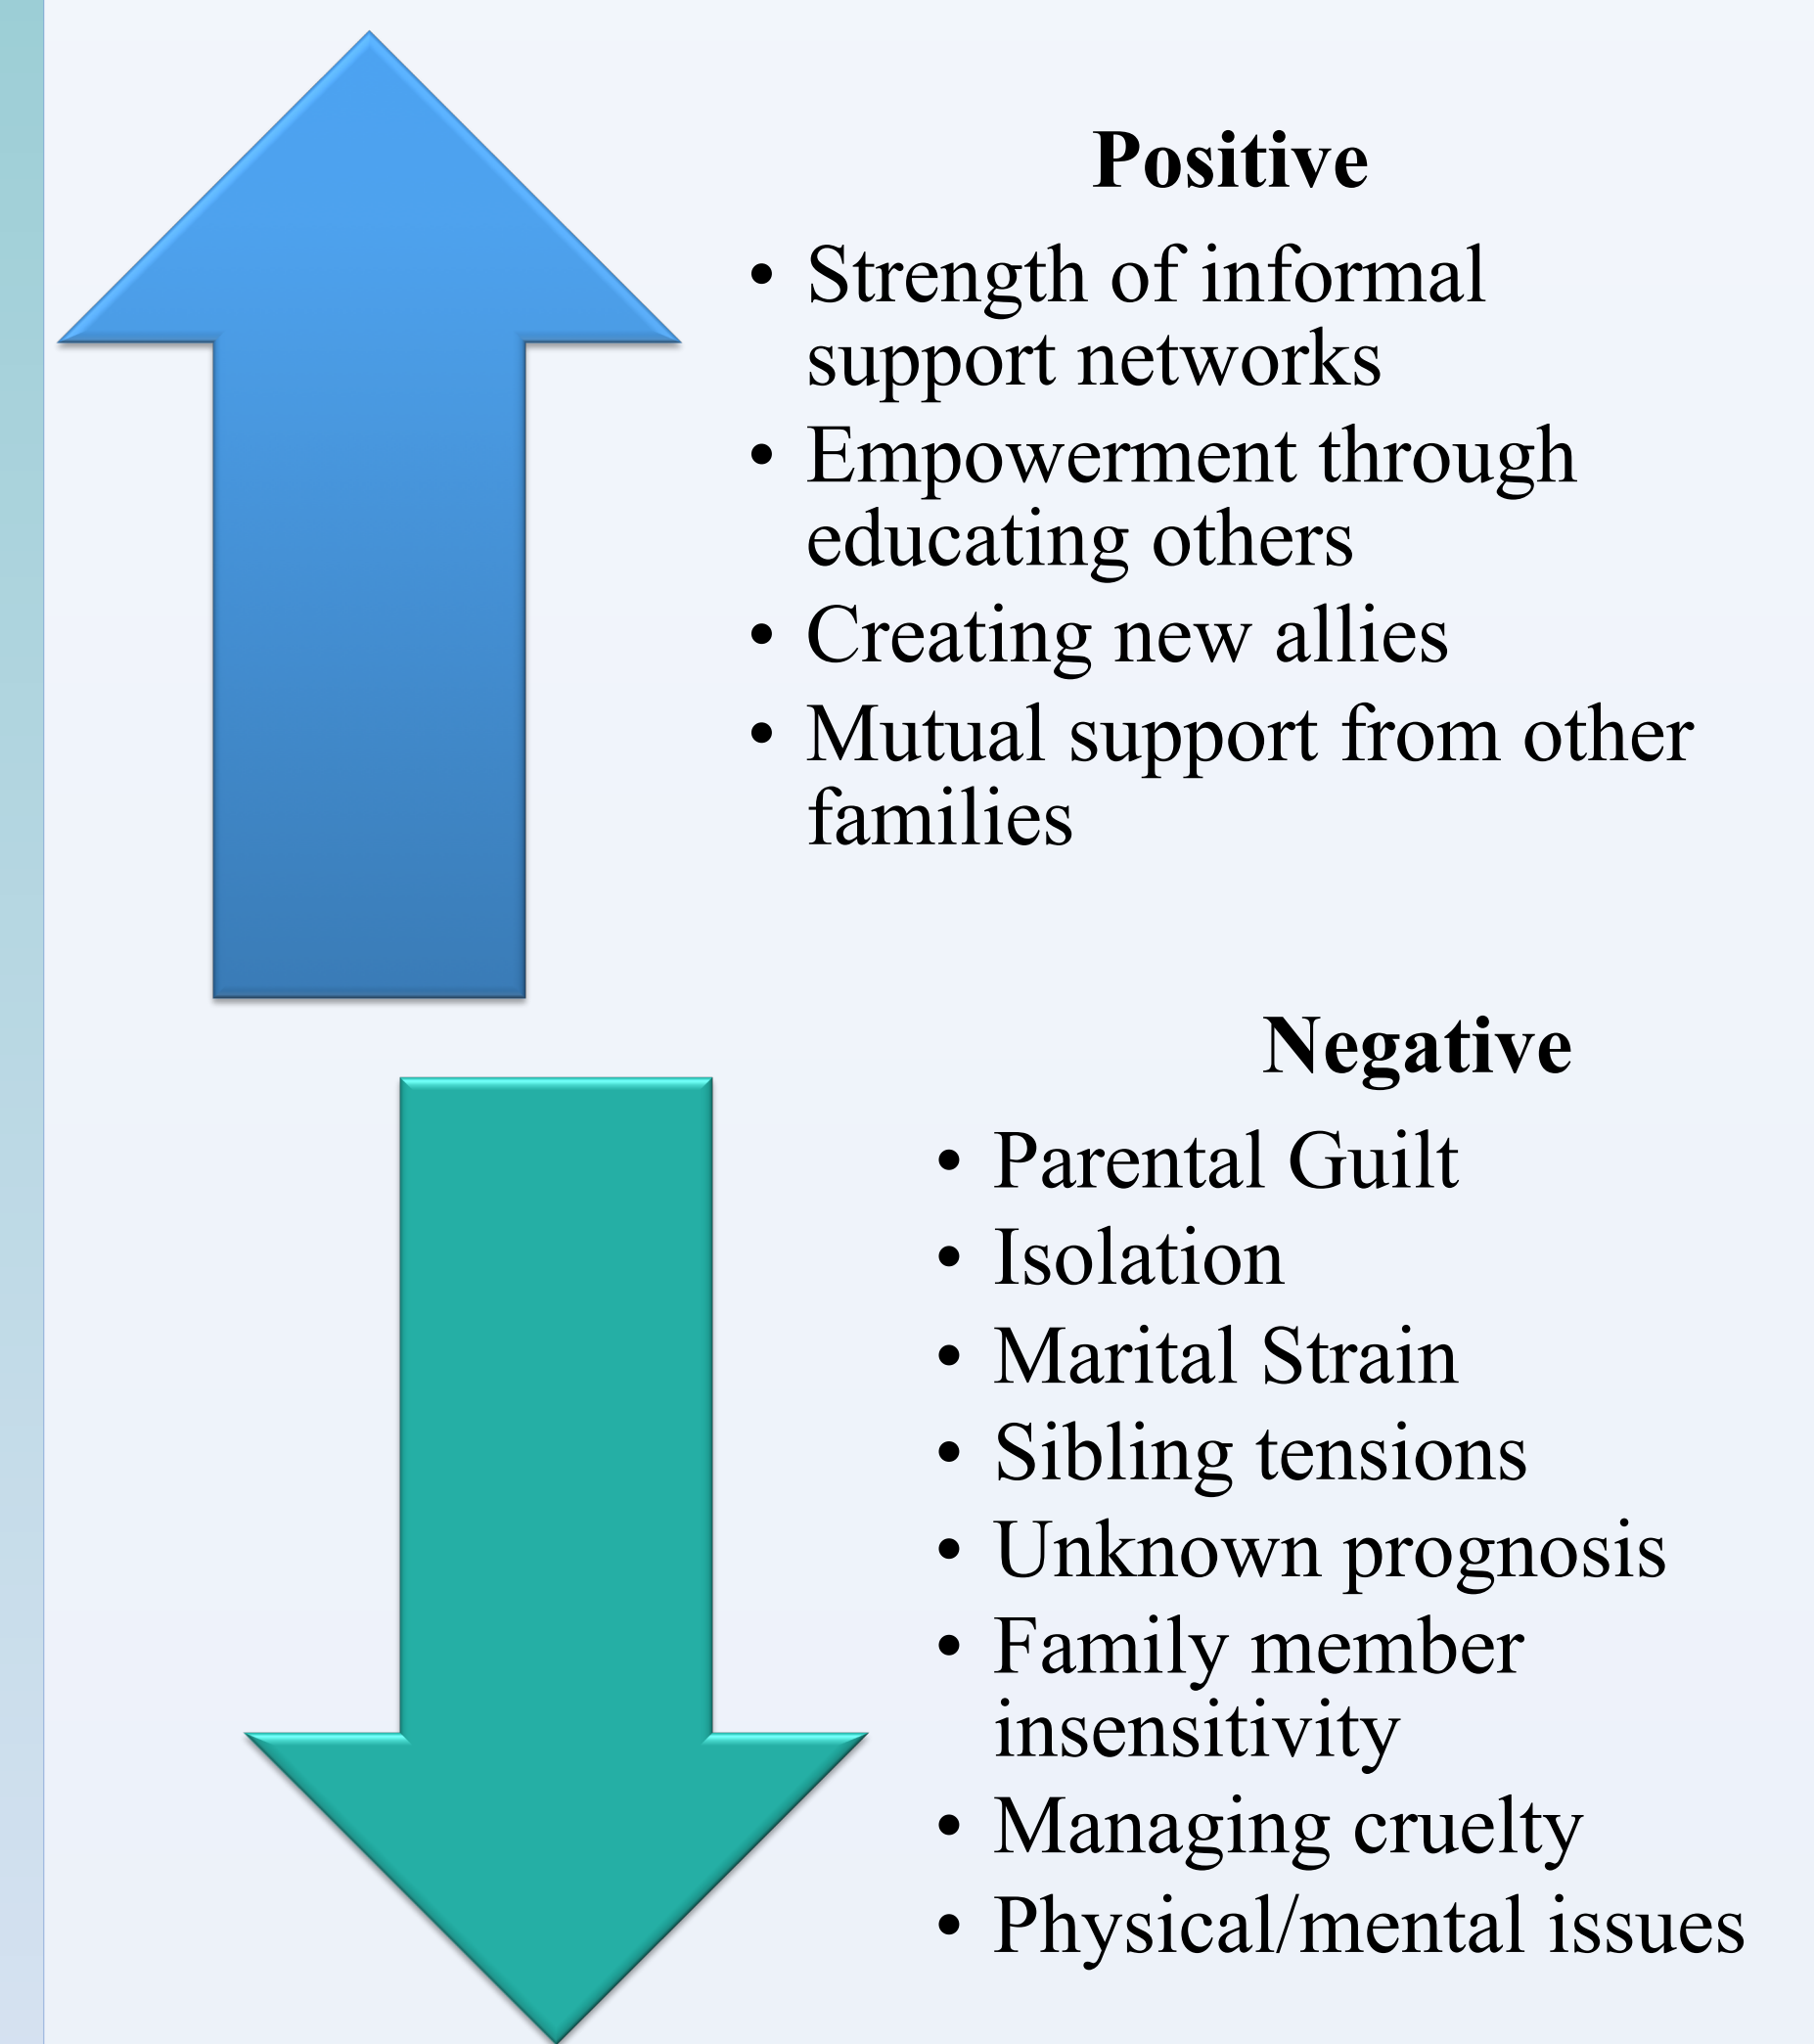 Positive
• Strength of informal
support networks
• Empowerment through
educating others
• Creating new allies
• Mutual support from other
families
Negative
• Parental Guilt
• Isolation
• Marital Strain
• Sibling tensions
• Unknown prognosis
• Family member
insensitivity
• Managing cruelty
• Physical/mental issues